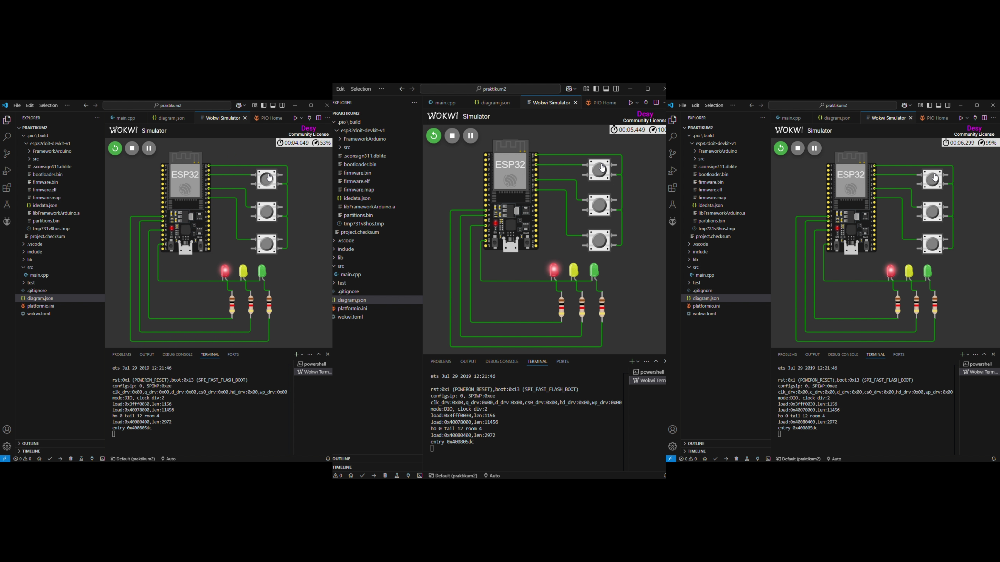 File Edit Selection ··· praktikum2
EXPLORER ···
main.cpp {} diagram.json Wokwi Simulator PIO Home ···
PRAKTIKUM2
WOKWI Simulator
Desy
Community License
00:04.049 53%
.pio\build
esp32doit-devkit-v1
FrameworkArduino
src
.sconsign311.dblite
bootloader.bin
firmware.bin
firmware.elf
firmware.map
{} idedata.json
libFrameworkArduino.a
partitions.bin
tmp731v8hos.tmp
project.checksum
.vscode
include
lib
src
main.cpp
test
.gitignore
{} diagram.json
platformio.ini
wokwi.toml
ESP32
EN Boot
PROBLEMS OUTPUT DEBUG CONSOLE TERMINAL PORTS
powershell
Wokwi Term...
ets Jul 29 2019 12:21:46
rst:0x1 (POWERON_RESET),boot:0x13 (SPI_FAST_FLASH_BOOT)
configsip: 0, SPIWP:0xee
clk_drv:0x00,q_drv:0x00,d_drv:0x00,cs0_drv:0x00,hd_drv:0x00,wp_drv:0x00
mode:DIO, clock div:2
load:0x3fff0030,len:1156
load:0x40078000,len:11456
ho 0 tail 12 room 4
load:0x40080400,len:2972
entry 0x400805dc
OUTLINE
TIMELINE
0 0 Default (praktikum2) Auto
Edit Selection ··· praktikum2
EXPLORER ···
main.cpp {} diagram.json Wokwi Simulator PIO Home
PRAKTIKUM2
WOKWI Simulator
Desy
Community License
00:05.449 100
.pio\build
esp32doit-devkit-v1
FrameworkArduino
src
.sconsign311.dblite
bootloader.bin
firmware.bin
firmware.elf
firmware.map
{} idedata.json
libFrameworkArduino.a
partitions.bin
tmp731v8hos.tmp
project.checksum
.vscode
include
lib
src
main.cpp
test
.gitignore
{} diagram.json
platformio.ini
wokwi.toml
ESP32
EN Boot
PROBLEMS OUTPUT DEBUG CONSOLE TERMINAL PORTS
powershell
Wokwi Term
ets Jul 29 2019 12:21:46
rst:0x1 (POWERON_RESET),boot:0x13 (SPI_FAST_FLASH_BOOT)
configsip: 0, SPIWP:0xee
clk_drv:0x00,q_drv:0x00,d_drv:0x00,cs0_drv:0x00,hd_drv:0x00,wp_drv:0x00
mode:DIO, clock div:2
load:0x3fff0030,len:1156
load:0x40078000,len:11456
ho 0 tail 12 room 4
load:0x40080400,len:2972
entry 0x400805dc
OUTLINE
TIMELINE
0 Default (praktikum2) Auto
File Edit Selection ··· praktikum2
EXPLORER ···
main.cpp {} diagram.json Wokwi Simulator PIO Home ···
PRAKTIKUM2
WOKWI Simulator
Desy
Community License
00:06.299 99%
.pio\build
esp32doit-devkit-v1
FrameworkArduino
src
.sconsign311.dblite
bootloader.bin
firmware.bin
firmware.elf
firmware.map
{} idedata.json
libFrameworkArduino.a
partitions.bin
tmp731v8hos.tmp
project.checksum
.vscode
include
lib
src
main.cpp
test
.gitignore
{} diagram.json
platformio.ini
wokwi.toml
ESP32
EN Boot
PROBLEMS OUTPUT DEBUG CONSOLE TERMINAL PORTS
powershell
Wokwi Term...
ets Jul 29 2019 12:21:46
rst:0x1 (POWERON_RESET),boot:0x13 (SPI_FAST_FLASH_BOOT)
configsip: 0, SPIWP:0xee
clk_drv:0x00,q_drv:0x00,d_drv:0x00,cs0_drv:0x00,hd_drv:0x00,wp_drv:0x00
mode:DIO, clock div:2
load:0x3fff0030,len:1156
load:0x40078000,len:11456
ho 0 tail 12 room 4
load:0x40080400,len:2972
entry 0x400805dc
OUTLINE
TIMELINE
0 0 Default (praktikum2) Auto